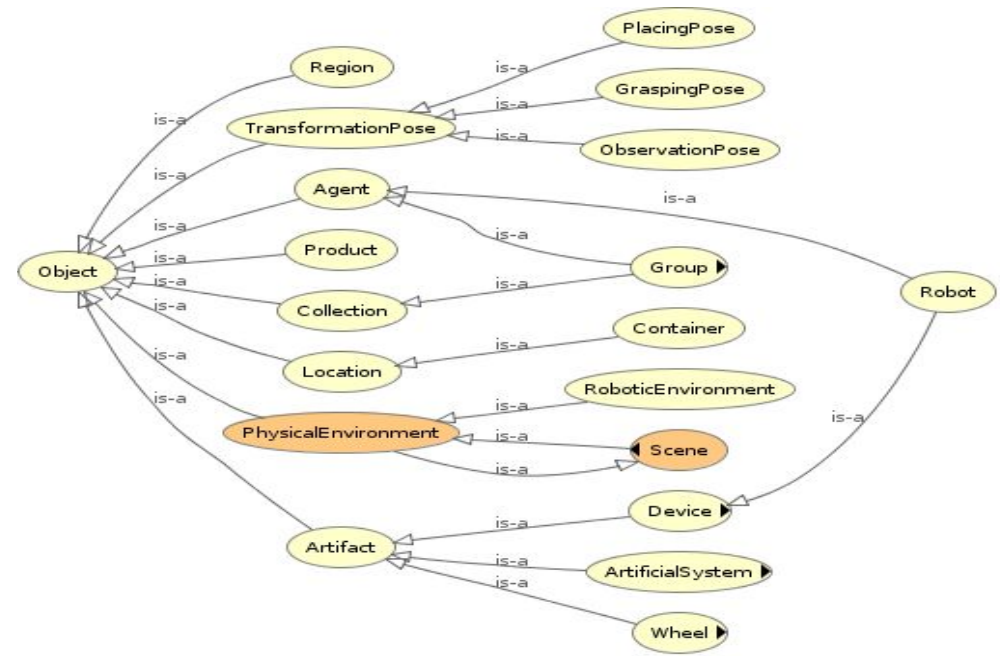 PlacingPose
Region
is-a
GraspingPose
is-a
is-a
TransformationPose
is-a
ObservationPose
is-a
Agent
is-a
is-a
is-a
Product
is-a
Group
Object
is-a
is-a
Robot
Collection
is-a
Container
is-a
Location
is-a
RoboticEnvironment
is-a
is-a
PhysicalEnvironment
is-a
Scene
is-a
is-a
Device
is-a
Artifact
is-a
ArtificialSystem
is-a
Wheel